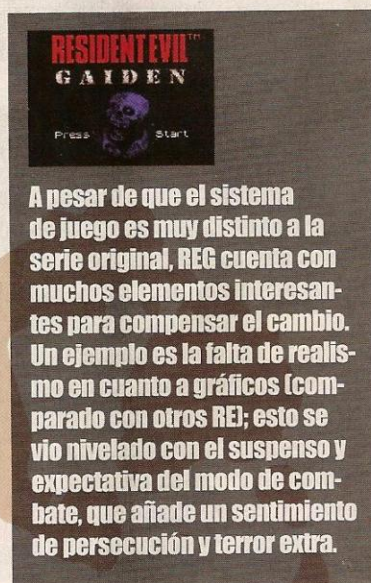 RESIDENT EVIL™
GAIDEN
Press Start
A pesar de que el sistema
de juego es muy distinto a la
serie original, REG cuenta con
muchos elementos interesan-
tes para compensar el cambio.
Un ejemplo es la falta de realis-
mo en cuanto a gráficos (com-
parado con otros RE); esto se
vio nivelado con el suspenso y
expectativa del modo de com-
bate, que añade un sentimiento
de persecución y terror extra.